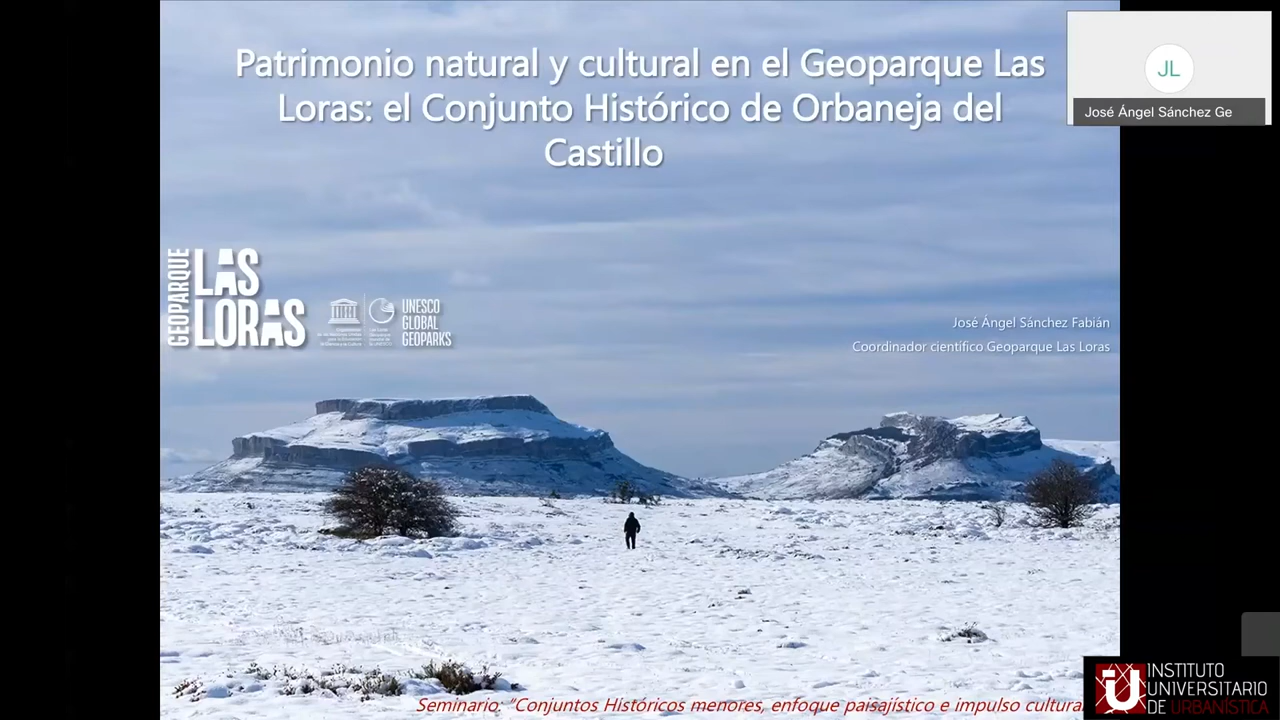 Patrimonio natural y cultural en el Geoparque Las
Loras: el Conjunto Histórico de Orbaneja del
Castillo
JL
José Ángel Sánchez Ge
GEOPARQUE
LAS
LORAS
UNESCO
GLOBAL
GEOPARKS
José Ángel Sánchez Fabián
Coordinador científico Geoparque Las Loras
Seminario: "Conjuntos Históricos menores, enfoque paisajístico e impulso cultural
INSTITUTO
UNIVERSITARIO
DE URBANÍSTICA